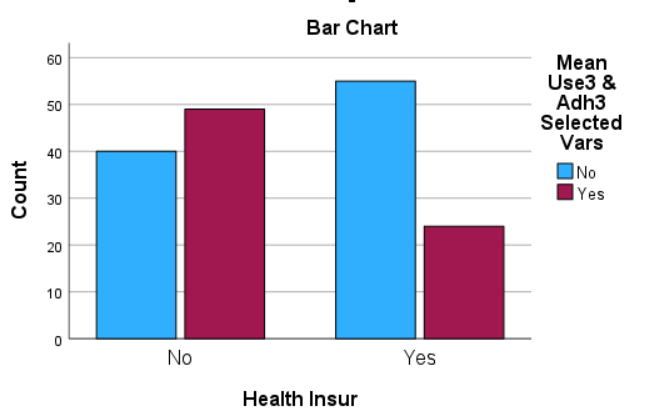 Bar Chart
60
50
40
30
20
10
0
Count
No
Yes
Health Insur
Mean
Use3 &
Adh3
Selected
Vars
No
Yes